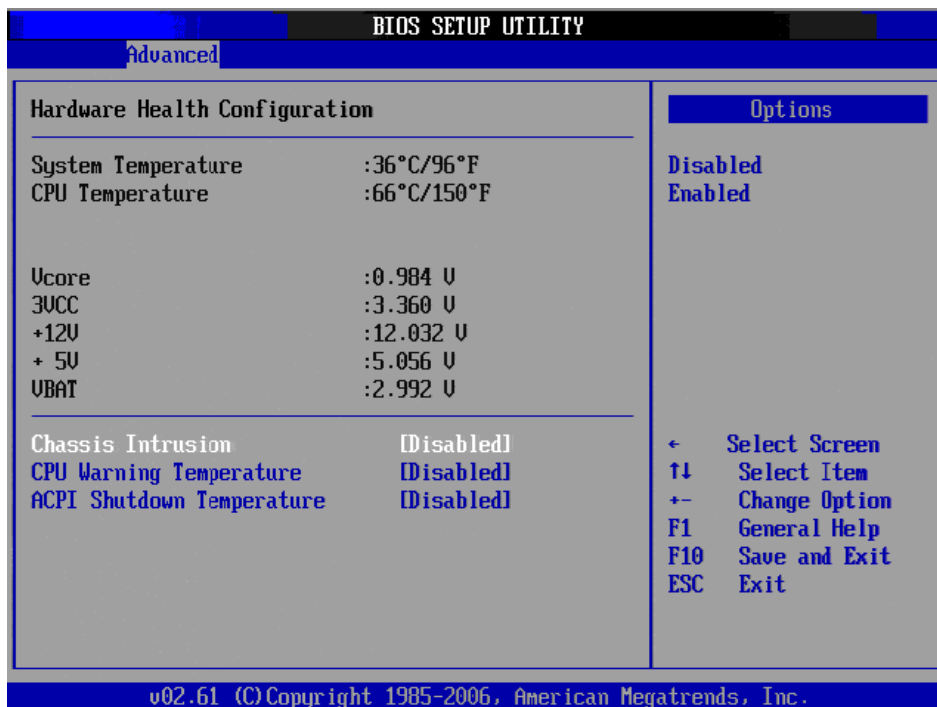 BIOS SETUP UTILITY
Advanced
Hardware Health Configuration
System Temperature :36°C/96°F
CPU Temperature :66°C/150°F
Vcore :0.984 V
3VCC :3.360 V
+12V :12.032 V
+ 5V :5.056 V
VBAT :2.992 V
Chassis Intrusion [Disabled]
CPU Warning Temperature [Disabled]
ACPI Shutdown Temperature [Disabled]
Options
Disabled
Enabled
← Select Screen
↑↓ Select Item
+- Change Option
F1 General Help
F10 Save and Exit
ESC Exit
v02.61 (C)Copyright 1985-2006, American Megatrends, Inc.